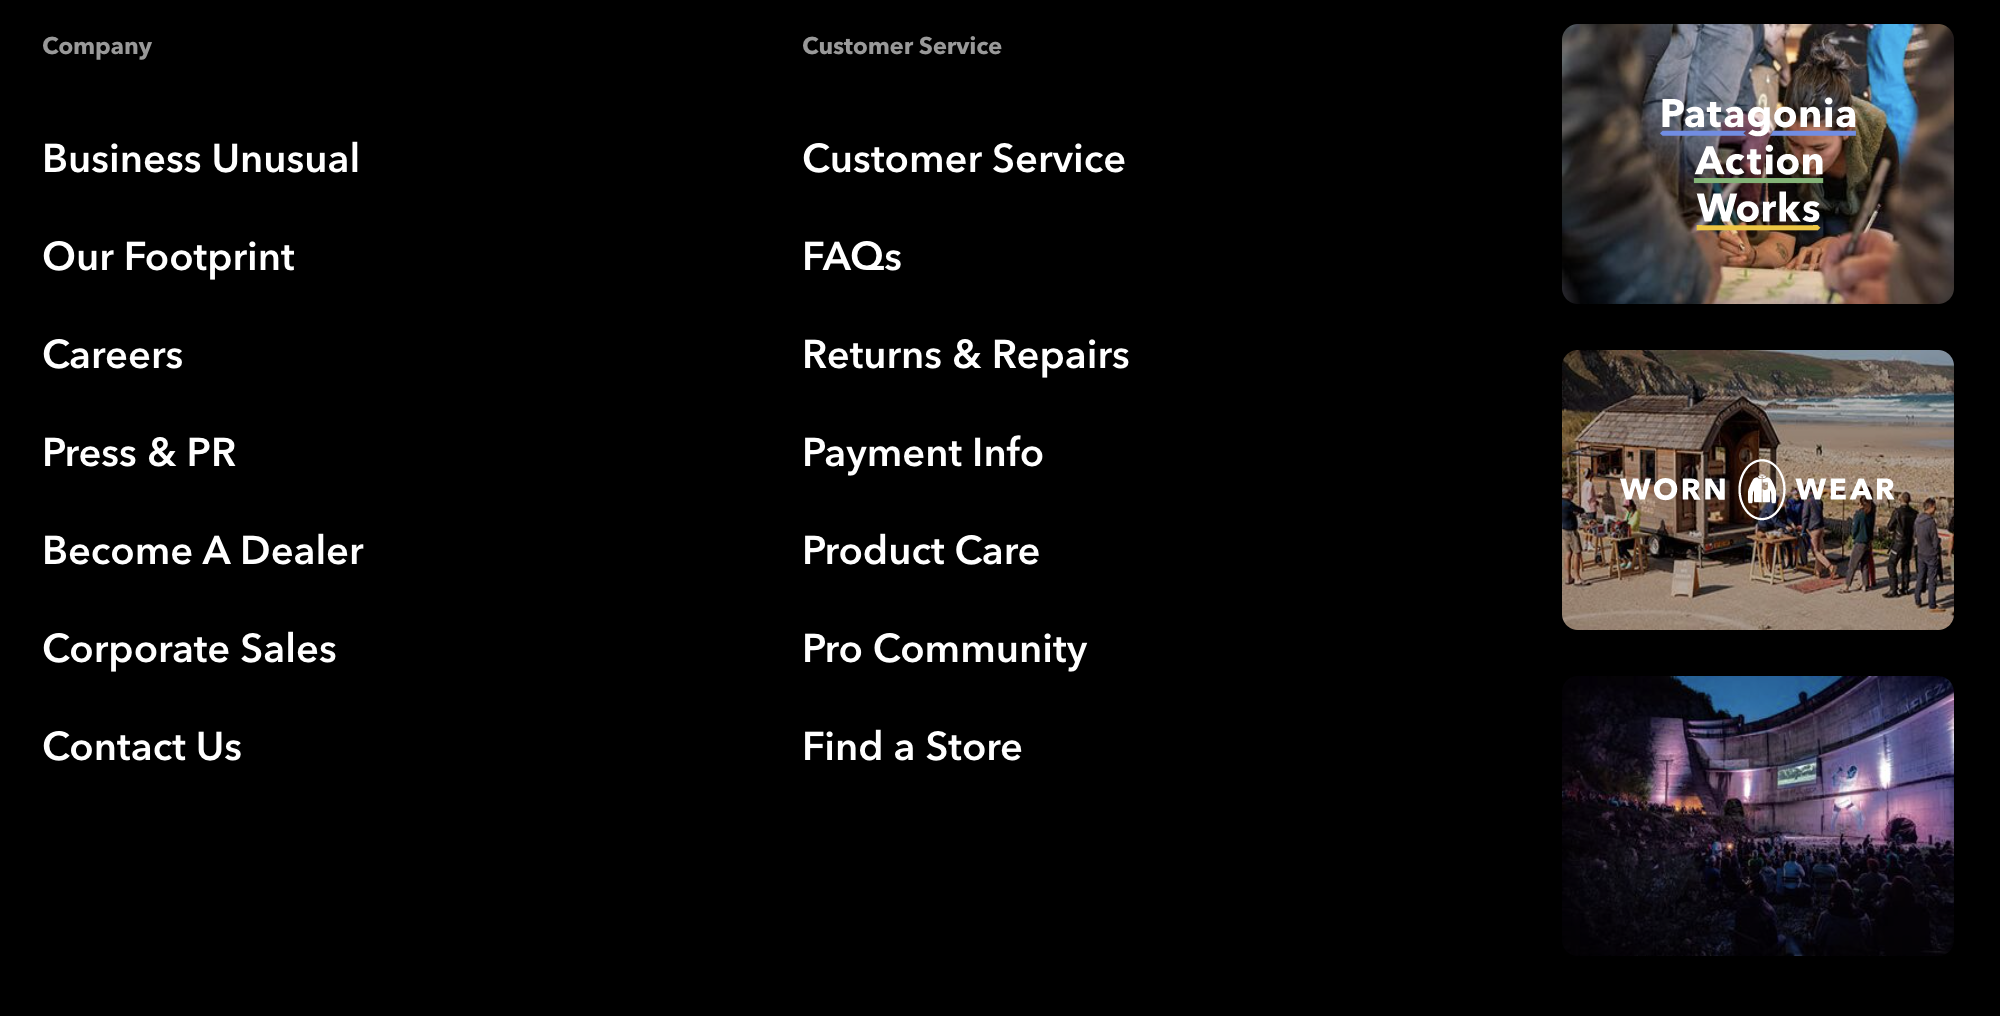 Company
Business Unusual
Our Footprint
Careers
Press & PR
Become A Dealer
Corporate Sales
Contact Us
Customer Service
Customer Service
FAQs
Returns & Repairs
Payment Info
Product Care
Pro Community
Find a Store
Patagonia
Action
Works
WORN WEAR